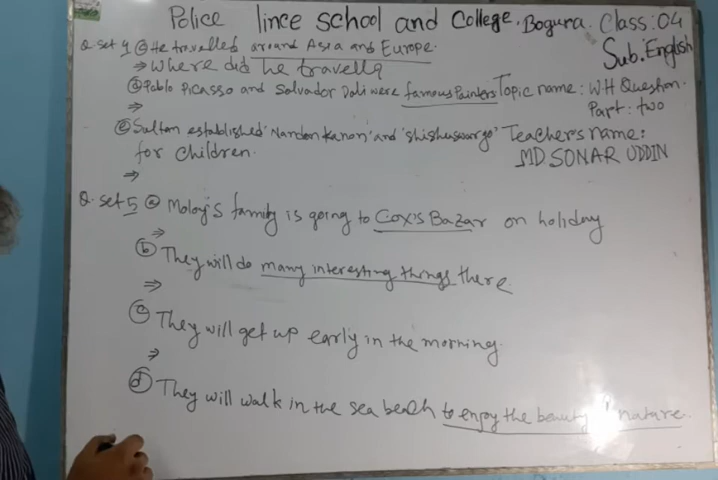 Police lince school and College, Bogura. Class: 04
Sub. English
Q. set 4 © He travelled around Asia and Europe.
⇒ Where did he travell
ⓓ Pablo Picasso and Salvador Dali were famous Painters
⇒
ⓔ Sultan established 'Nandon Kanon' and 'Shishuswargo'
for children.
⇒
Topic name: WH Question.
Part: two
Teacher's name:
MD SONAR UDDIN
Q. set 5 ⓐ Moloy's family is going to Cox's Bazar on holiday
⇒
ⓑ They will do many interesting things there.
⇒
© They will get up early in the morning.
⇒
ⓓ They will walk in the sea beach to enjoy the beauty nature.